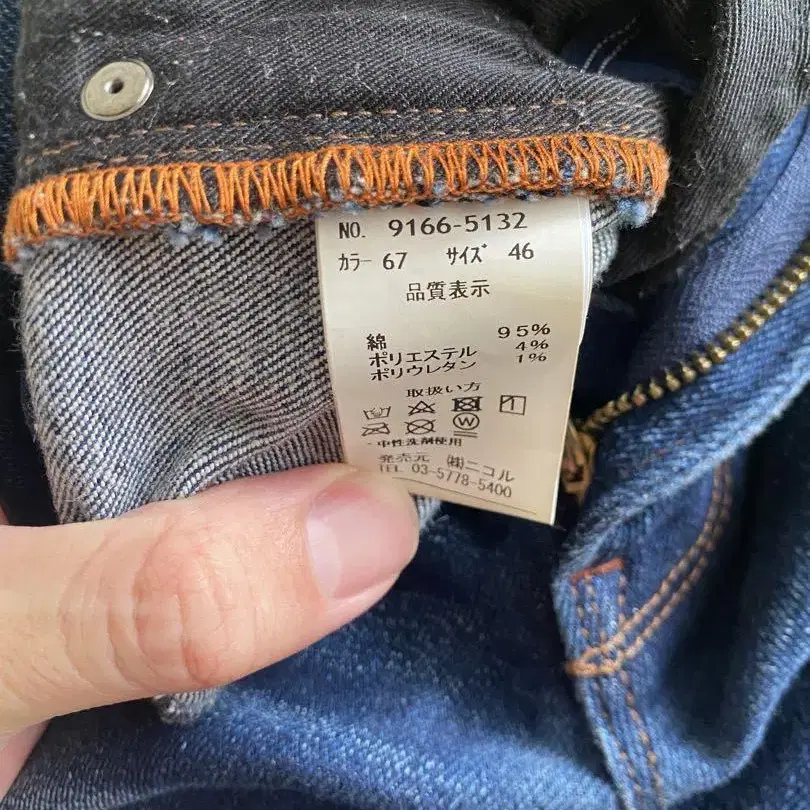 NO. 9166-5132
カラー 67 サイズ 46
品質表示
綿 95%
ポリエステル 4%
ポリウレタン 1%
取扱い方
・中性洗剤使用
発売元 ㈱ニコル
TEL 03-5778-5400